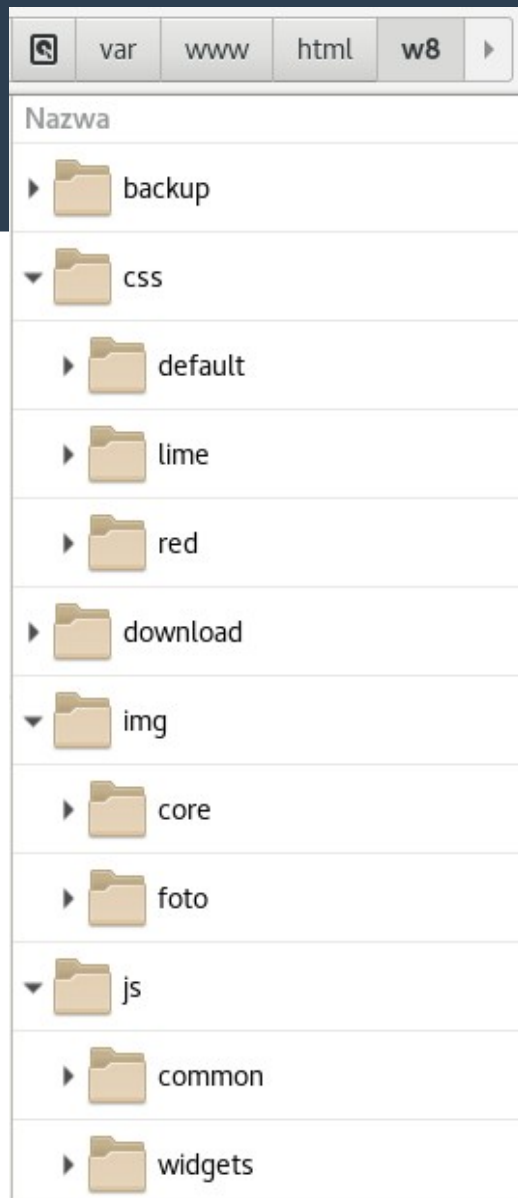 var www html w8
Nazwa
backup
css
default
lime
red
download
img
core
foto
js
common
widgets